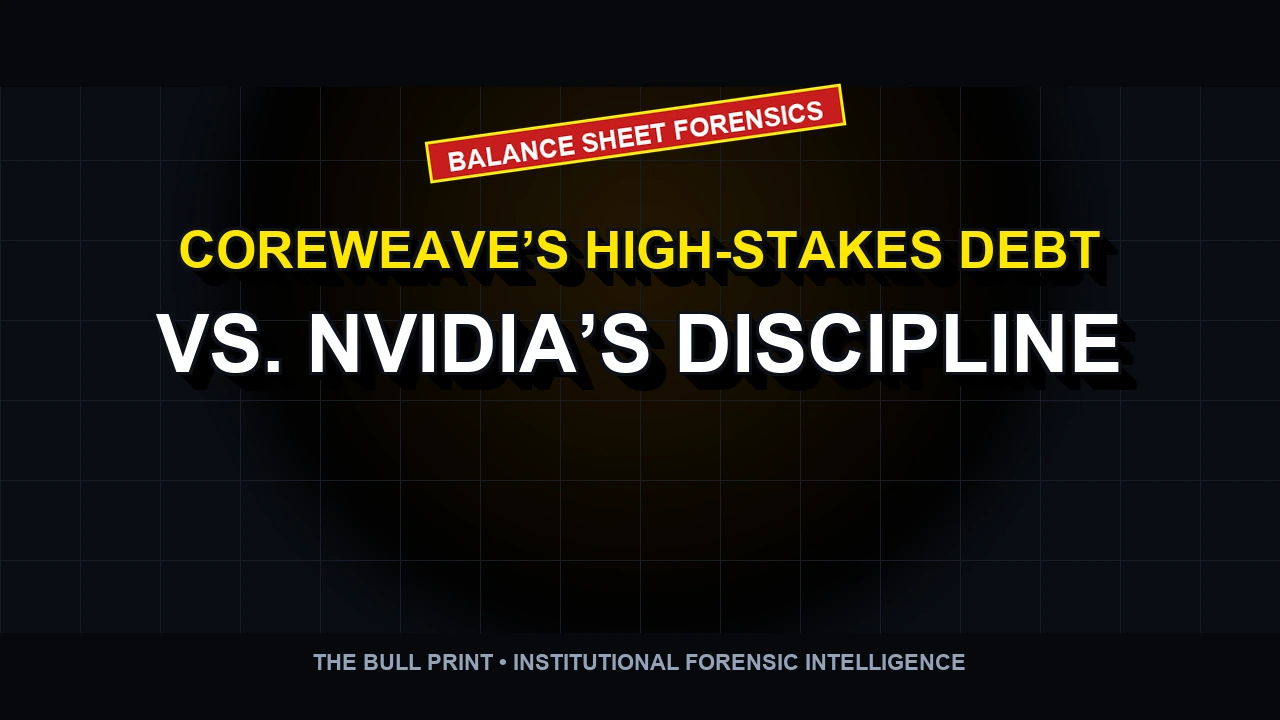 BALANCE SHEET FORENSICS
COREWEAVE’S HIGH-STAKES DEBT
VS. NVIDIA’S DISCIPLINE
THE BULL PRINT • INSTITUTIONAL FORENSIC INTELLIGENCE